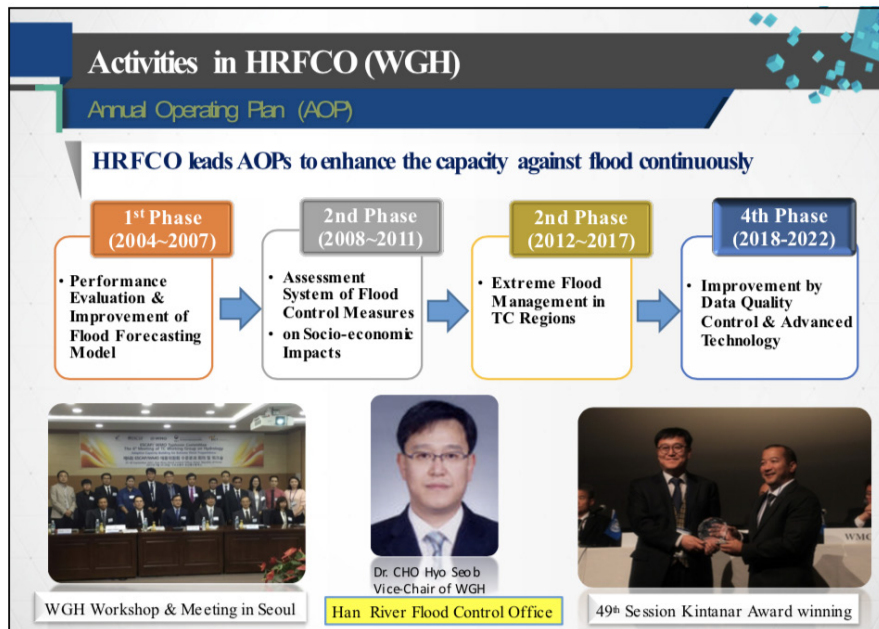 Activities in HRFCO (WGH)
Annual Operating Plan (AOP)
HRFCO leads AOPs to enhance the capacity against flood continuously
1st Phase
(2004~2007)
• Performance
Evaluation &
Improvement of
Flood Forecasting
Model
2nd Phase
(2008~2011)
• Assessment
System of Flood
Control Measures
• on Socio-economic
Impacts
2nd Phase
(2012~2017)
• Extreme Flood
Management in
TC Regions
4th Phase
(2018-2022)
• Improvement by
Data Quality
Control & Advanced
Technology
WGH Workshop & Meeting in Seoul
Dr. CHO Hyo Seob
Vice-Chair of WGH
Han River Flood Control Office
WMO
49th Session Kintanar Award winning